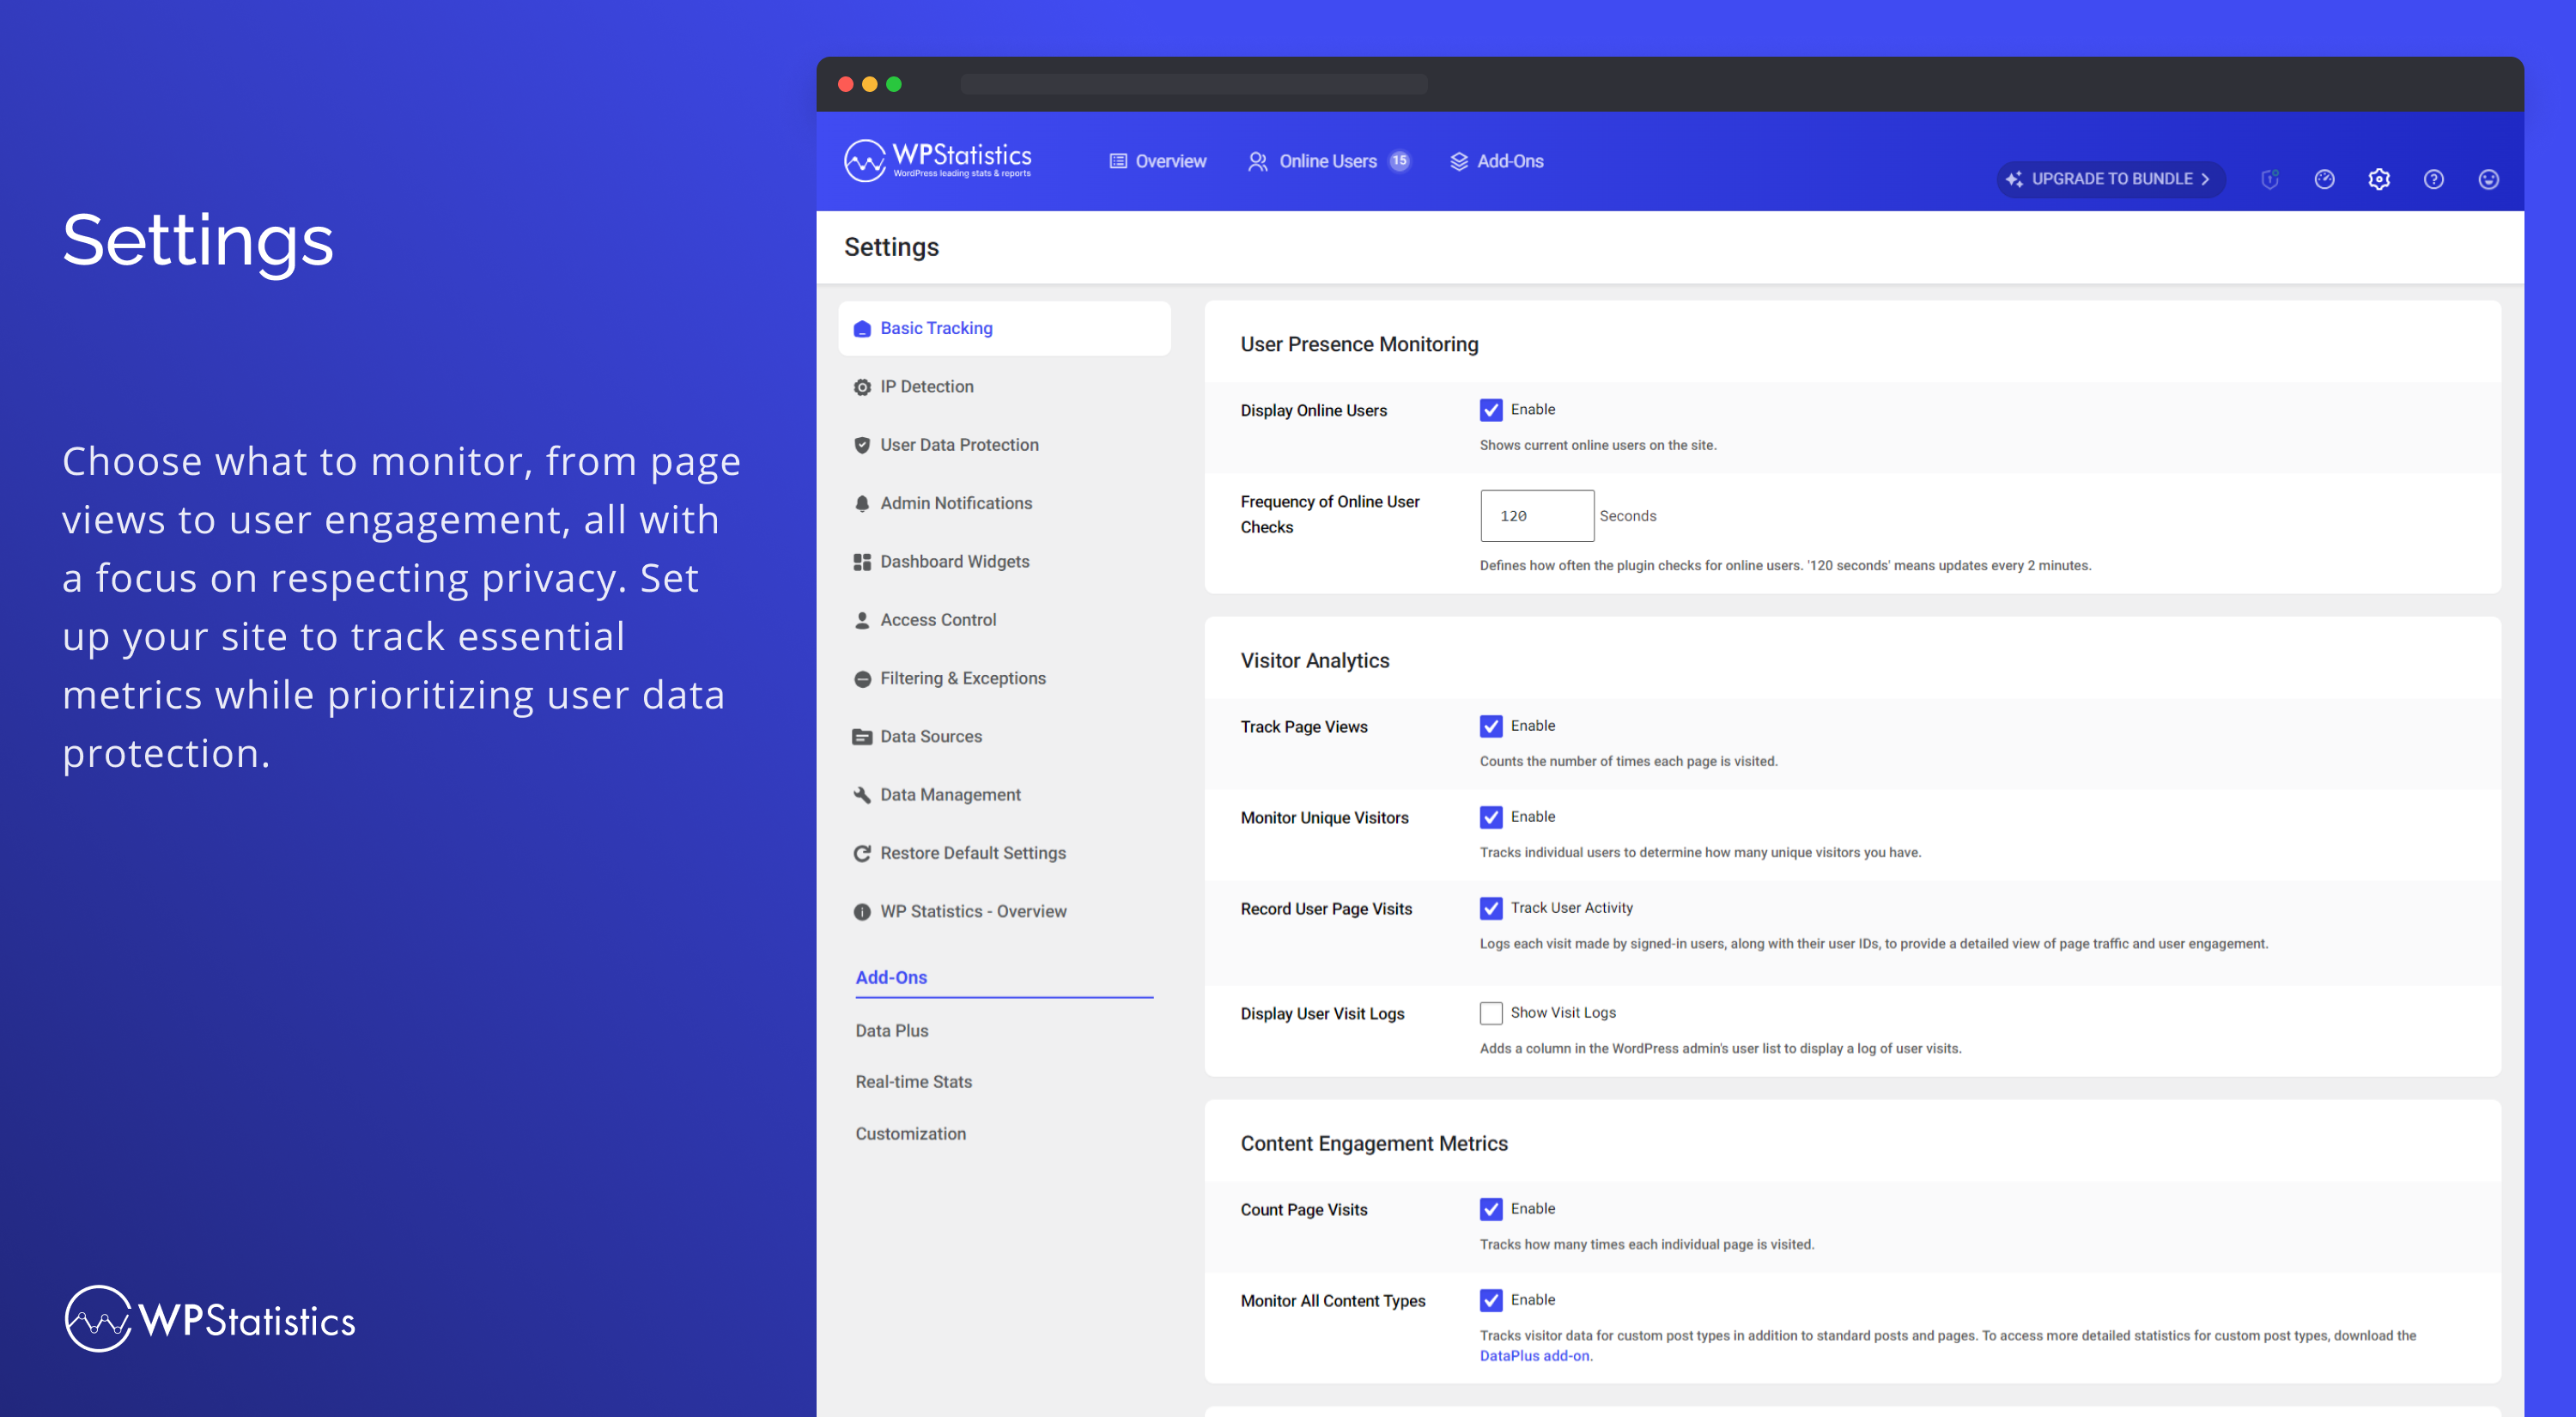 Settings
Choose what to monitor, from page
views to user engagement, all with
a focus on respecting privacy. Set
up your site to track essential
metrics while prioritizing user data
protection.
WPStatistics
WPStatistics
WordPress leading stats & reports
Overview
Online Users 15
Add-Ons
UPGRADE TO BUNDLE
Settings
Basic Tracking
IP Detection
User Data Protection
Admin Notifications
Dashboard Widgets
Access Control
Filtering & Exceptions
Data Sources
Data Management
Restore Default Settings
WP Statistics - Overview
Add-Ons
Data Plus
Real-time Stats
Customization
User Presence Monitoring
Display Online Users
Enable
Shows current online users on the site.
Frequency of Online User
Checks
120 Seconds
Defines how often the plugin checks for online users. '120 seconds' means updates every 2 minutes.
Visitor Analytics
Track Page Views
Enable
Counts the number of times each page is visited.
Monitor Unique Visitors
Enable
Tracks individual users to determine how many unique visitors you have.
Record User Page Visits
Track User Activity
Logs each visit made by signed-in users, along with their user IDs, to provide a detailed view of page traffic and user engagement.
Display User Visit Logs
Show Visit Logs
Adds a column in the WordPress admin's user list to display a log of user visits.
Content Engagement Metrics
Count Page Visits
Enable
Tracks how many times each individual page is visited.
Monitor All Content Types
Enable
Tracks visitor data for custom post types in addition to standard posts and pages. To access more detailed statistics for custom post types, download the
DataPlus add-on.